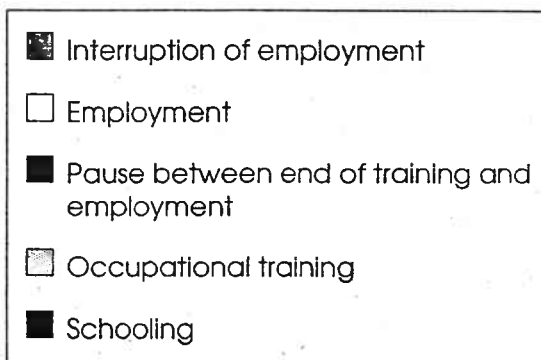 Interruption of employment
Employment
Pause between end of training and
employment
Occupational training
Schooling